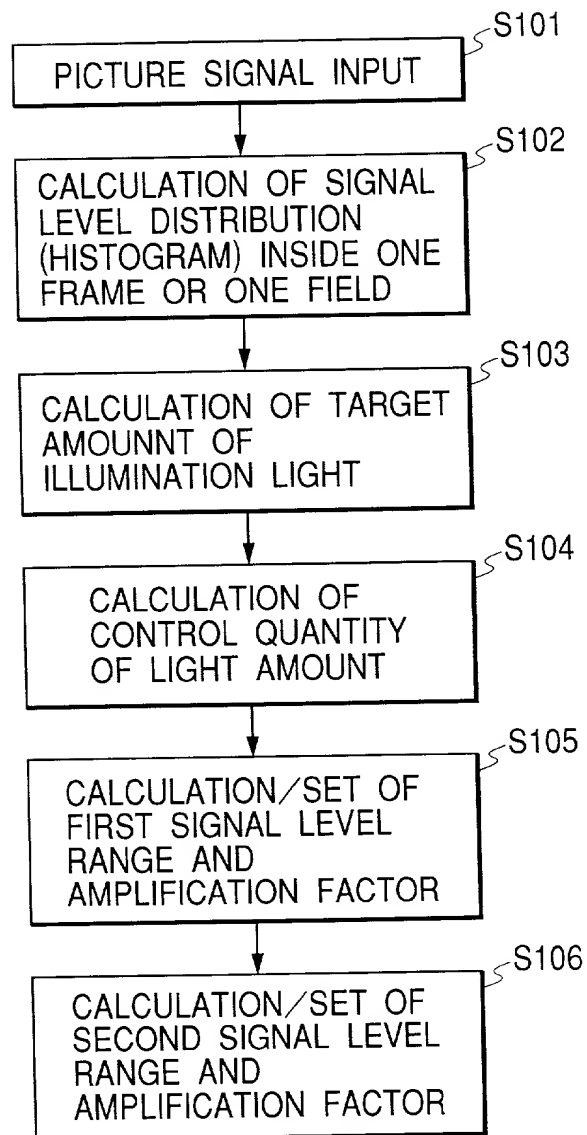 S101
PICTURE SIGNAL INPUT
S102
CALCULATION OF SIGNAL
LEVEL DISTRIBUTION
(HISTOGRAM) INSIDE ONE
FRAME OR ONE FIELD
S103
CALCULATION OF TARGET
AMOUNNT OF
ILLUMINATION LIGHT
S104
CALCULATION OF
CONTROL QUANTITY
OF LIGHT AMOUNT
S105
CALCULATION/SET OF
FIRST SIGNAL LEVEL
RANGE AND
AMPLIFICATION FACTOR
S106
CALCULATION/SET OF
SECOND SIGNAL LEVEL
RANGE AND
AMPLIFICATION FACTOR